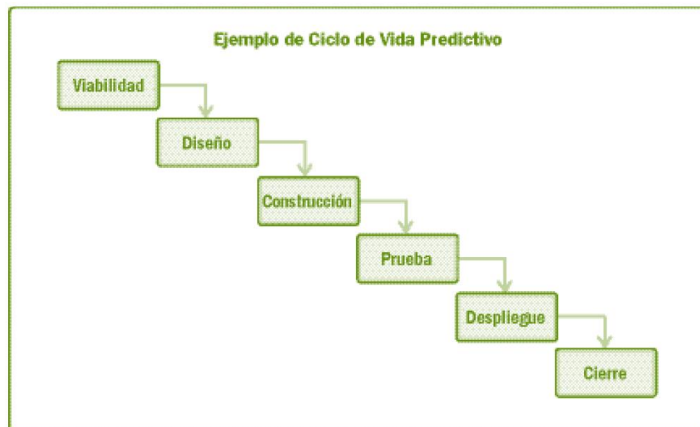 Ejemplo de Ciclo de Vida Predictivo
Viabilidad
Diseño
Construcción
Prueba
Despliegue
Cierre